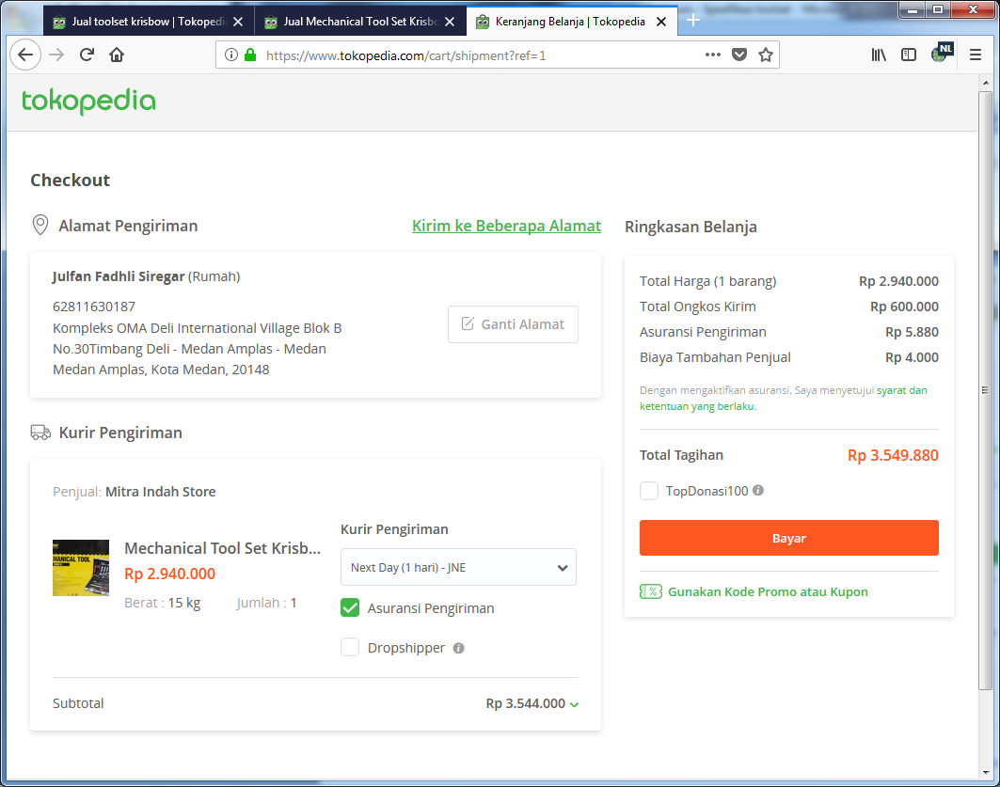 Jual toolset krisbow | Tokopedi
Jual Mechanical Tool Set Krisbo
Keranjang Belanja | Tokopedia
https://www.tokopedia.com/cart/shipment?ref=1
NL
tokopedia
Checkout
Alamat Pengiriman
Kirim ke Beberapa Alamat
Julfan Fadhli Siregar (Rumah)
62811630187
Kompleks OMA Deli International Village Blok B
No.30Timbang Deli - Medan Amplas - Medan
Medan Amplas, Kota Medan, 20148
Ganti Alamat
Kurir Pengiriman
Penjual: Mitra Indah Store
MECHANICAL TOOL
Mechanical Tool Set Krisb...
Rp 2.940.000
Berat : 15 kg
Jumlah : 1
Kurir Pengiriman
Next Day (1 hari) - JNE
Asuransi Pengiriman
Dropshipper
Subtotal
Rp 3.544.000
Ringkasan Belanja
Total Harga (1 barang)
Rp 2.940.000
Total Ongkos Kirim
Rp 600.000
Asuransi Pengiriman
Rp 5.880
Biaya Tambahan Penjual
Rp 4.000
Dengan mengaktifkan asuransi, Saya menyetujui syarat dan
ketentuan yang berlaku.
Total Tagihan
Rp 3.549.880
TopDonasi100
Bayar
Gunakan Kode Promo atau Kupon